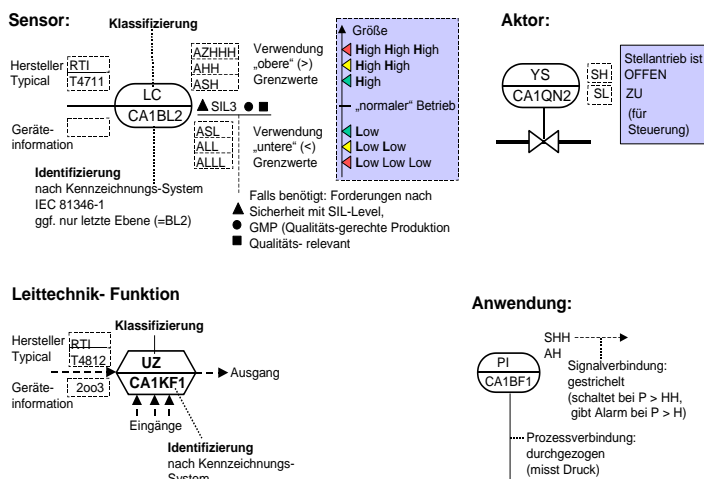 Sensor:
Klassifizierung
Hersteller
Typical
RTI
T4711
LC
CA1BL2
Geräte-
information
Identifizierung
nach Kennzeichnungs-System
IEC 81346-1
ggf. nur letzte Ebene (=BL2)
AZHHH
AHH
ASH
Verwendung
„obere“ (>)
Grenzwerte
SIL3
ASL
ALL
ALLL
Verwendung
„untere“ (<)
Grenzwerte
Falls benötigt: Forderungen nach
Sicherheit mit SIL-Level,
GMP (Qualitäts-gerechte Produktion
Qualitäts- relevant
Größe
High High High
High High
High
„normaler“ Betrieb
Low
Low Low
Low Low Low
Aktor:
YS
CA1QN2
SH
SL
Stellantrieb ist
OFFEN
ZU
(für
Steuerung)
Leittechnik- Funktion
Klassifizierung
Hersteller
Typical
RTI
T4812
UZ
CA1KF1
Geräte-
information
2oo3
Ausgang
Eingänge
Identifizierung
nach Kennzeichnungs-
System
Anwendung:
PI
CA1BF1
SHH
AH
Signalverbindung:
gestrichelt
(schaltet bei P > HH,
gibt Alarm bei P > H)
Prozessverbindung:
durchgezogen
(misst Druck)